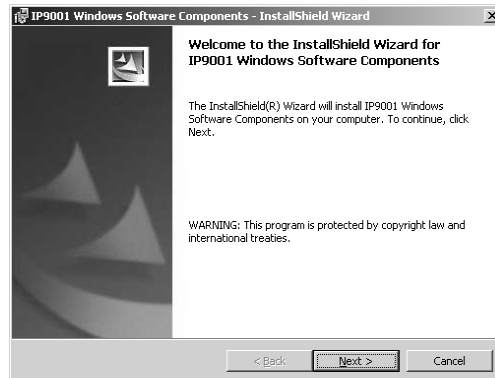 IP9001 Windows Software Components - InstallShield Wizard
Welcome to the InstallShield Wizard for
IP9001 Windows Software Components
The InstallShield(R) Wizard will install IP9001 Windows
Software Components on your computer. To continue, click
Next.
WARNING: This program is protected by copyright law and
international treaties.
< Back Next > Cancel